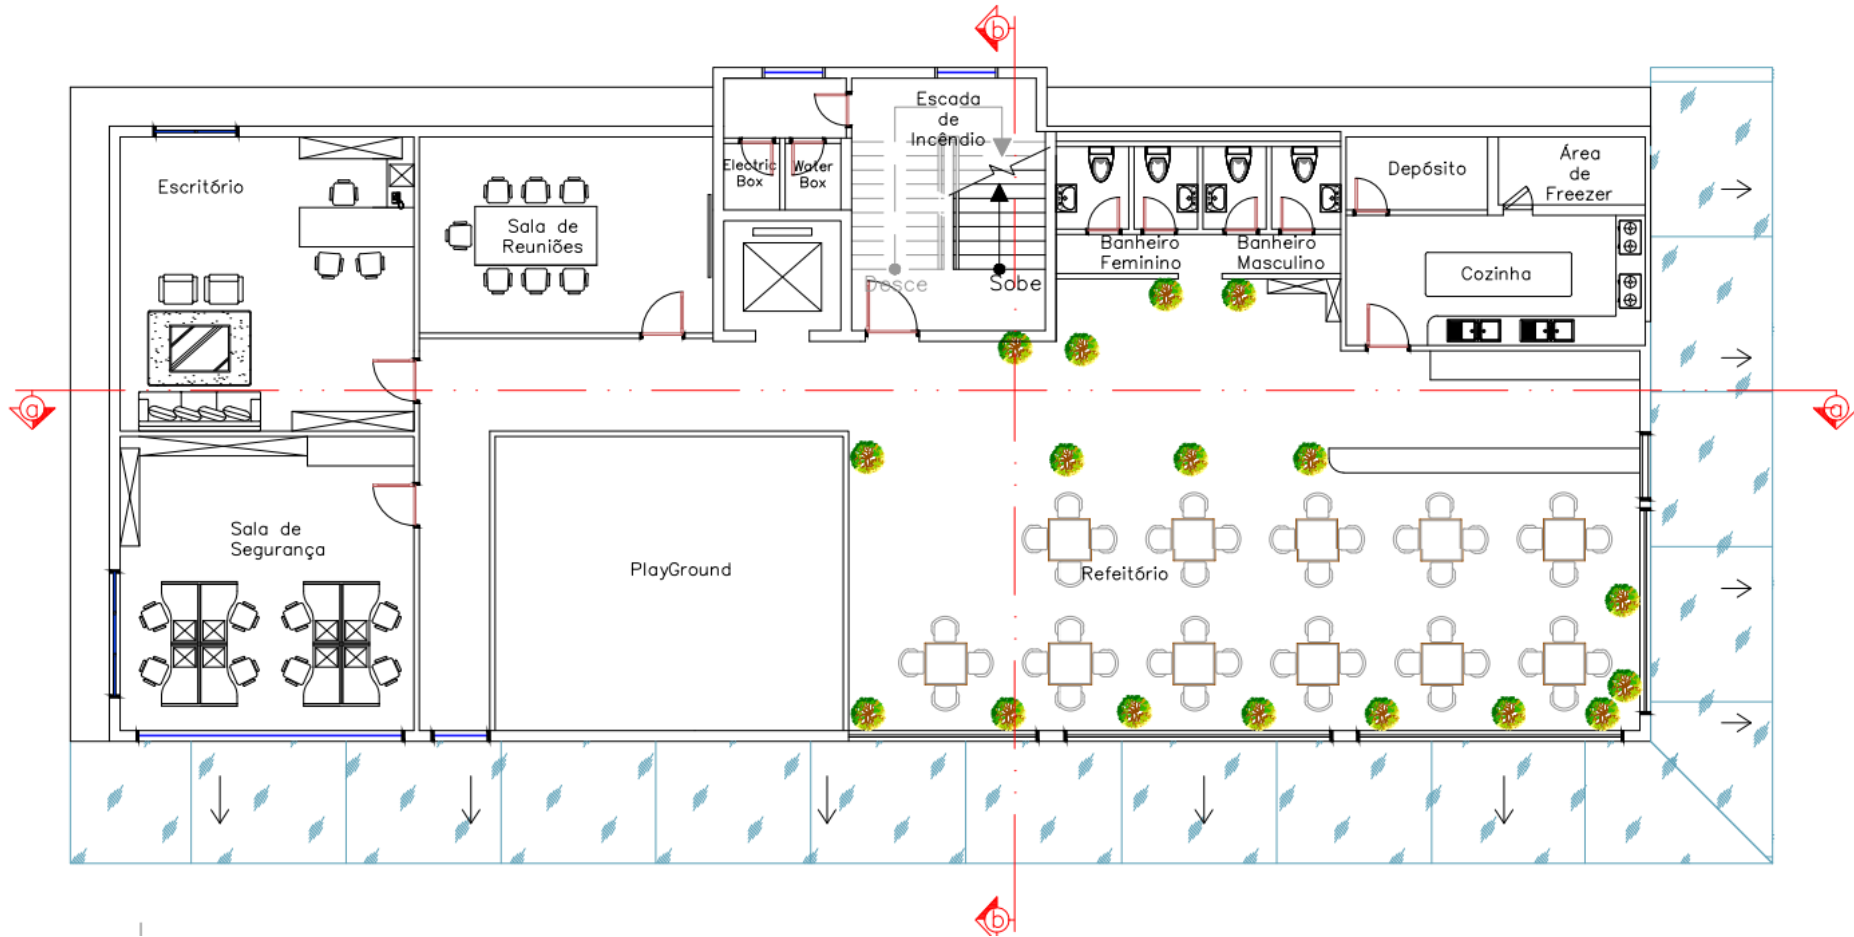 b
Escada
de
Incêndio
Escritório
Electric
Box
Water
Box
Depósito
Área
de
Freezer
Sala de
Reuniões
Banheiro
Feminino
Banheiro
Masculino
Cozinha
Desce
Sobe
a
a
Sala de
Segurança
PlayGround
Refeitório
b